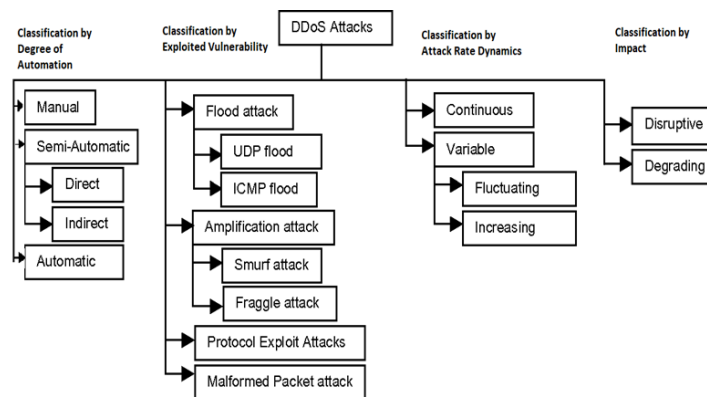 DDoS Attacks
Classification by
Degree of
Automation
Manual
Semi-Automatic
Direct
Indirect
Automatic
Classification by
Exploited Vulnerability
Flood attack
UDP flood
ICMP flood
Amplification attack
Smurf attack
Fraggle attack
Protocol Exploit Attacks
Malformed Packet attack
Classification by
Attack Rate Dynamics
Continuous
Variable
Fluctuating
Increasing
Classification by
Impact
Disruptive
Degrading